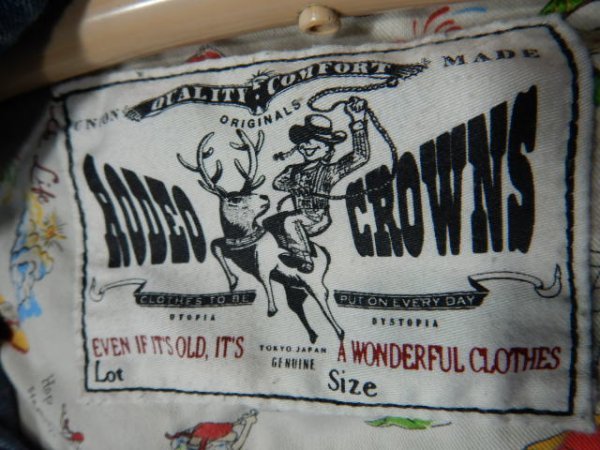 QUALITY · COMFORT
UNION MADE
ORIGINALS
RODEO CROWNS
CLOTHES TO BE PUT ON EVERY DAY
UTOPIA DYSTOPIA
EVEN IF IT'S OLD, IT'S A WONDERFUL CLOTHES
TOKYO JAPAN
GENUINE
Lot Size